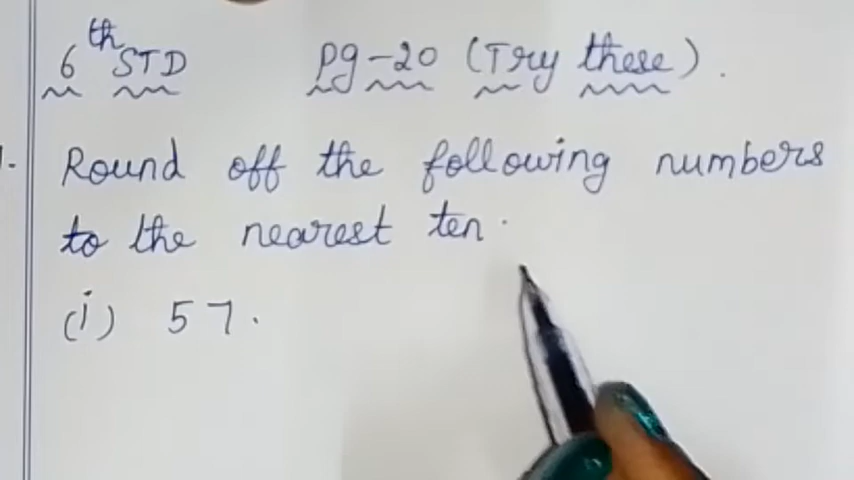 6th STD Pg-20 (Try these).
1. Round off the following numbers
to the nearest ten.
(i) 57.